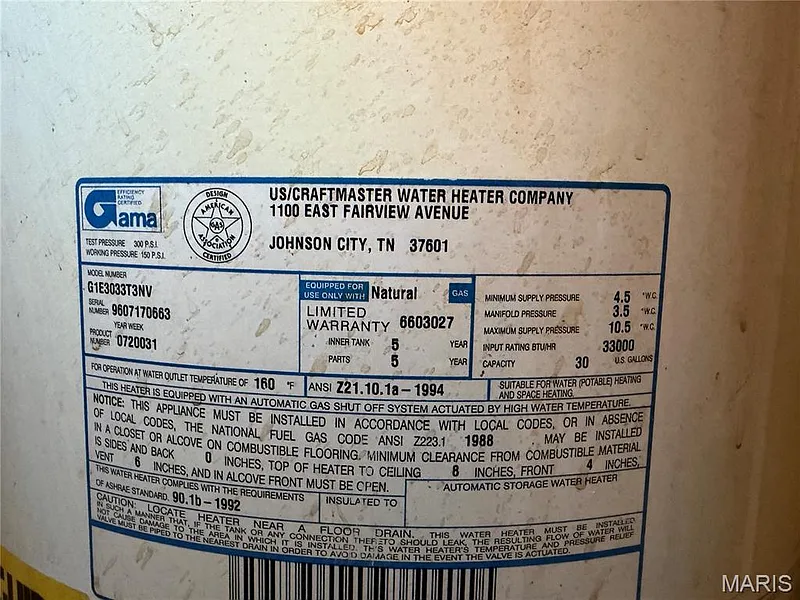 EFFICIENCY
RATING
CERTIFIED
Gama
DESIGN
AMERICAN
GAS
ASSOCIATION
CERTIFIED
US/CRAFTMASTER WATER HEATER COMPANY
1100 EAST FAIRVIEW AVENUE
JOHNSON CITY, TN 37601
TEST PRESSURE 300 P.S.I.
WORKING PRESSURE 150 P.S.I.
MODEL NUMBER
G1E3033T3NV
SERIAL
NUMBER 9607170663
YEAR WEEK
PRODUCT
NUMBER 0720031
EQUIPPED FOR
USE ONLY WITH Natural GAS
LIMITED
WARRANTY 6603027
INNER TANK 5 YEAR
PARTS 5 YEAR
MINIMUM SUPPLY PRESSURE 4.5 "W.C.
MANIFOLD PRESSURE 3.5 "W.C.
MAXIMUM SUPPLY PRESSURE 10.5 "W.C.
INPUT RATING BTU/HR 33000
CAPACITY 30 U.S. GALLONS
FOR OPERATION AT WATER OUTLET TEMPERATURE OF 160 °F
ANSI Z21.10.1a-1994
SUITABLE FOR WATER (POTABLE) HEATING
AND SPACE HEATING.
THIS HEATER IS EQUIPPED WITH AN AUTOMATIC GAS SHUT OFF SYSTEM ACTUATED BY HIGH WATER TEMPERATURE.
NOTICE: THIS APPLIANCE MUST BE INSTALLED IN ACCORDANCE WITH LOCAL CODES, OR IN ABSENCE
OF LOCAL CODES, THE NATIONAL FUEL GAS CODE ANSI Z223.1 1988 MAY BE INSTALLED
IN A CLOSET OR ALCOVE ON COMBUSTIBLE FLOORING. MINIMUM CLEARANCE FROM COMBUSTIBLE MATERIAL
IS SIDES AND BACK 0 INCHES, TOP OF HEATER TO CEILING 8 INCHES, FRONT 4 INCHES,
VENT 6 INCHES, AND IN ALCOVE FRONT MUST BE OPEN.
THIS WATER HEATER COMPLIES WITH THE REQUIREMENTS
OF ASHRAE STANDARD. 90.1b-1992
INSULATED TO
AUTOMATIC STORAGE WATER HEATER
CAUTION: LOCATE HEATER NEAR A FLOOR DRAIN. THIS WATER HEATER MUST BE INSTALLED
IN SUCH A MANNER THAT, IF THE TANK OR ANY CONNECTION THERETO SHOULD LEAK, THE RESULTING FLOW OF WATER WILL
NOT CAUSE DAMAGE TO THE AREA IN WHICH IT IS INSTALLED. THIS WATER HEATER'S TEMPERATURE AND PRESSURE RELIEF
VALVE MUST BE PIPED TO THE NEAREST DRAIN IN ORDER TO AVOID DAMAGE IN THE EVENT THE VALVE IS ACTUATED.
MARIS